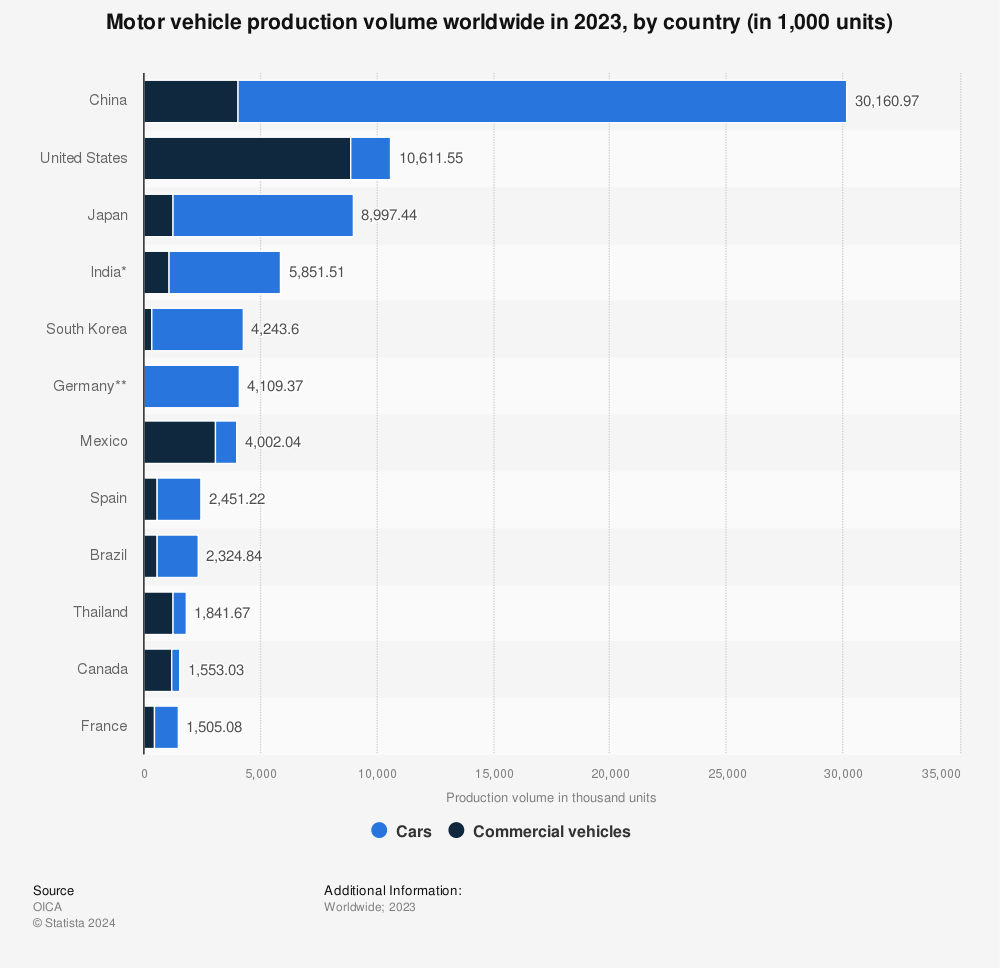 Motor vehicle production volume worldwide in 2023, by country (in 1,000 units)
China 30,160.97
United States 10,611.55
Japan 8,997.44
India* 5,851.51
South Korea 4,243.6
Germany** 4,109.37
Mexico 4,002.04
Spain 2,451.22
Brazil 2,324.84
Thailand 1,841.67
Canada 1,553.03
France 1,505.08
0 5,000 10,000 15,000 20,000 25,000 30,000 35,000
Production volume in thousand units
Cars Commercial vehicles
Source Additional Information:
OICA Worldwide; 2023
© Statista 2024